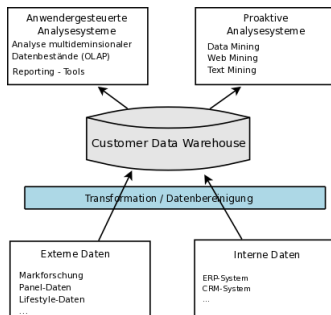 Anwendergesteuerte
Analysesysteme
Analyse multideminsionaler
Datenbestände (OLAP)
Reporting - Tools
Proaktive
Analysesysteme
Data Mining
Web Mining
Text Mining
Customer Data Warehouse
Transformation / Datenbereinigung
Externe Daten
Markforschung
Panel-Daten
Lifestyle-Daten
...
Interne Daten
ERP-System
CRM-System
...